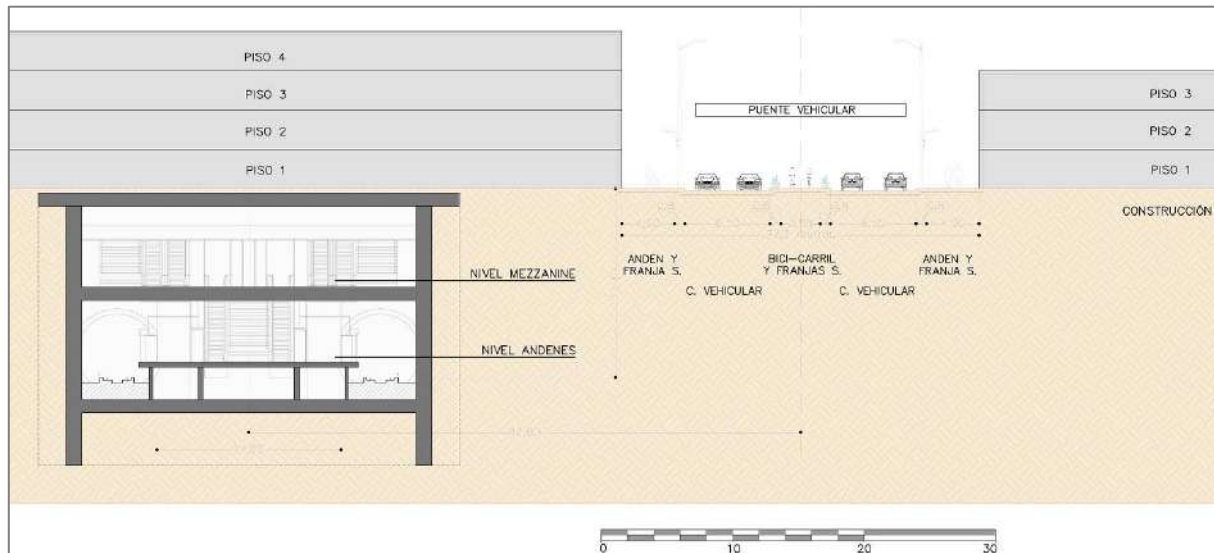 PISO 4
PISO 3
PISO 2
PISO 1
PUENTE VEHICULAR
PISO 3
PISO 2
PISO 1
CONSTRUCCIÓN
NIVEL MEZZANINE
NIVEL ANDENES
ANDEN Y
FRANJA S.
C. VEHICULAR
BICI-CARRIL
Y FRANJAS S.
C. VEHICULAR
ANDEN Y
FRANJA S.
0 10 20 30